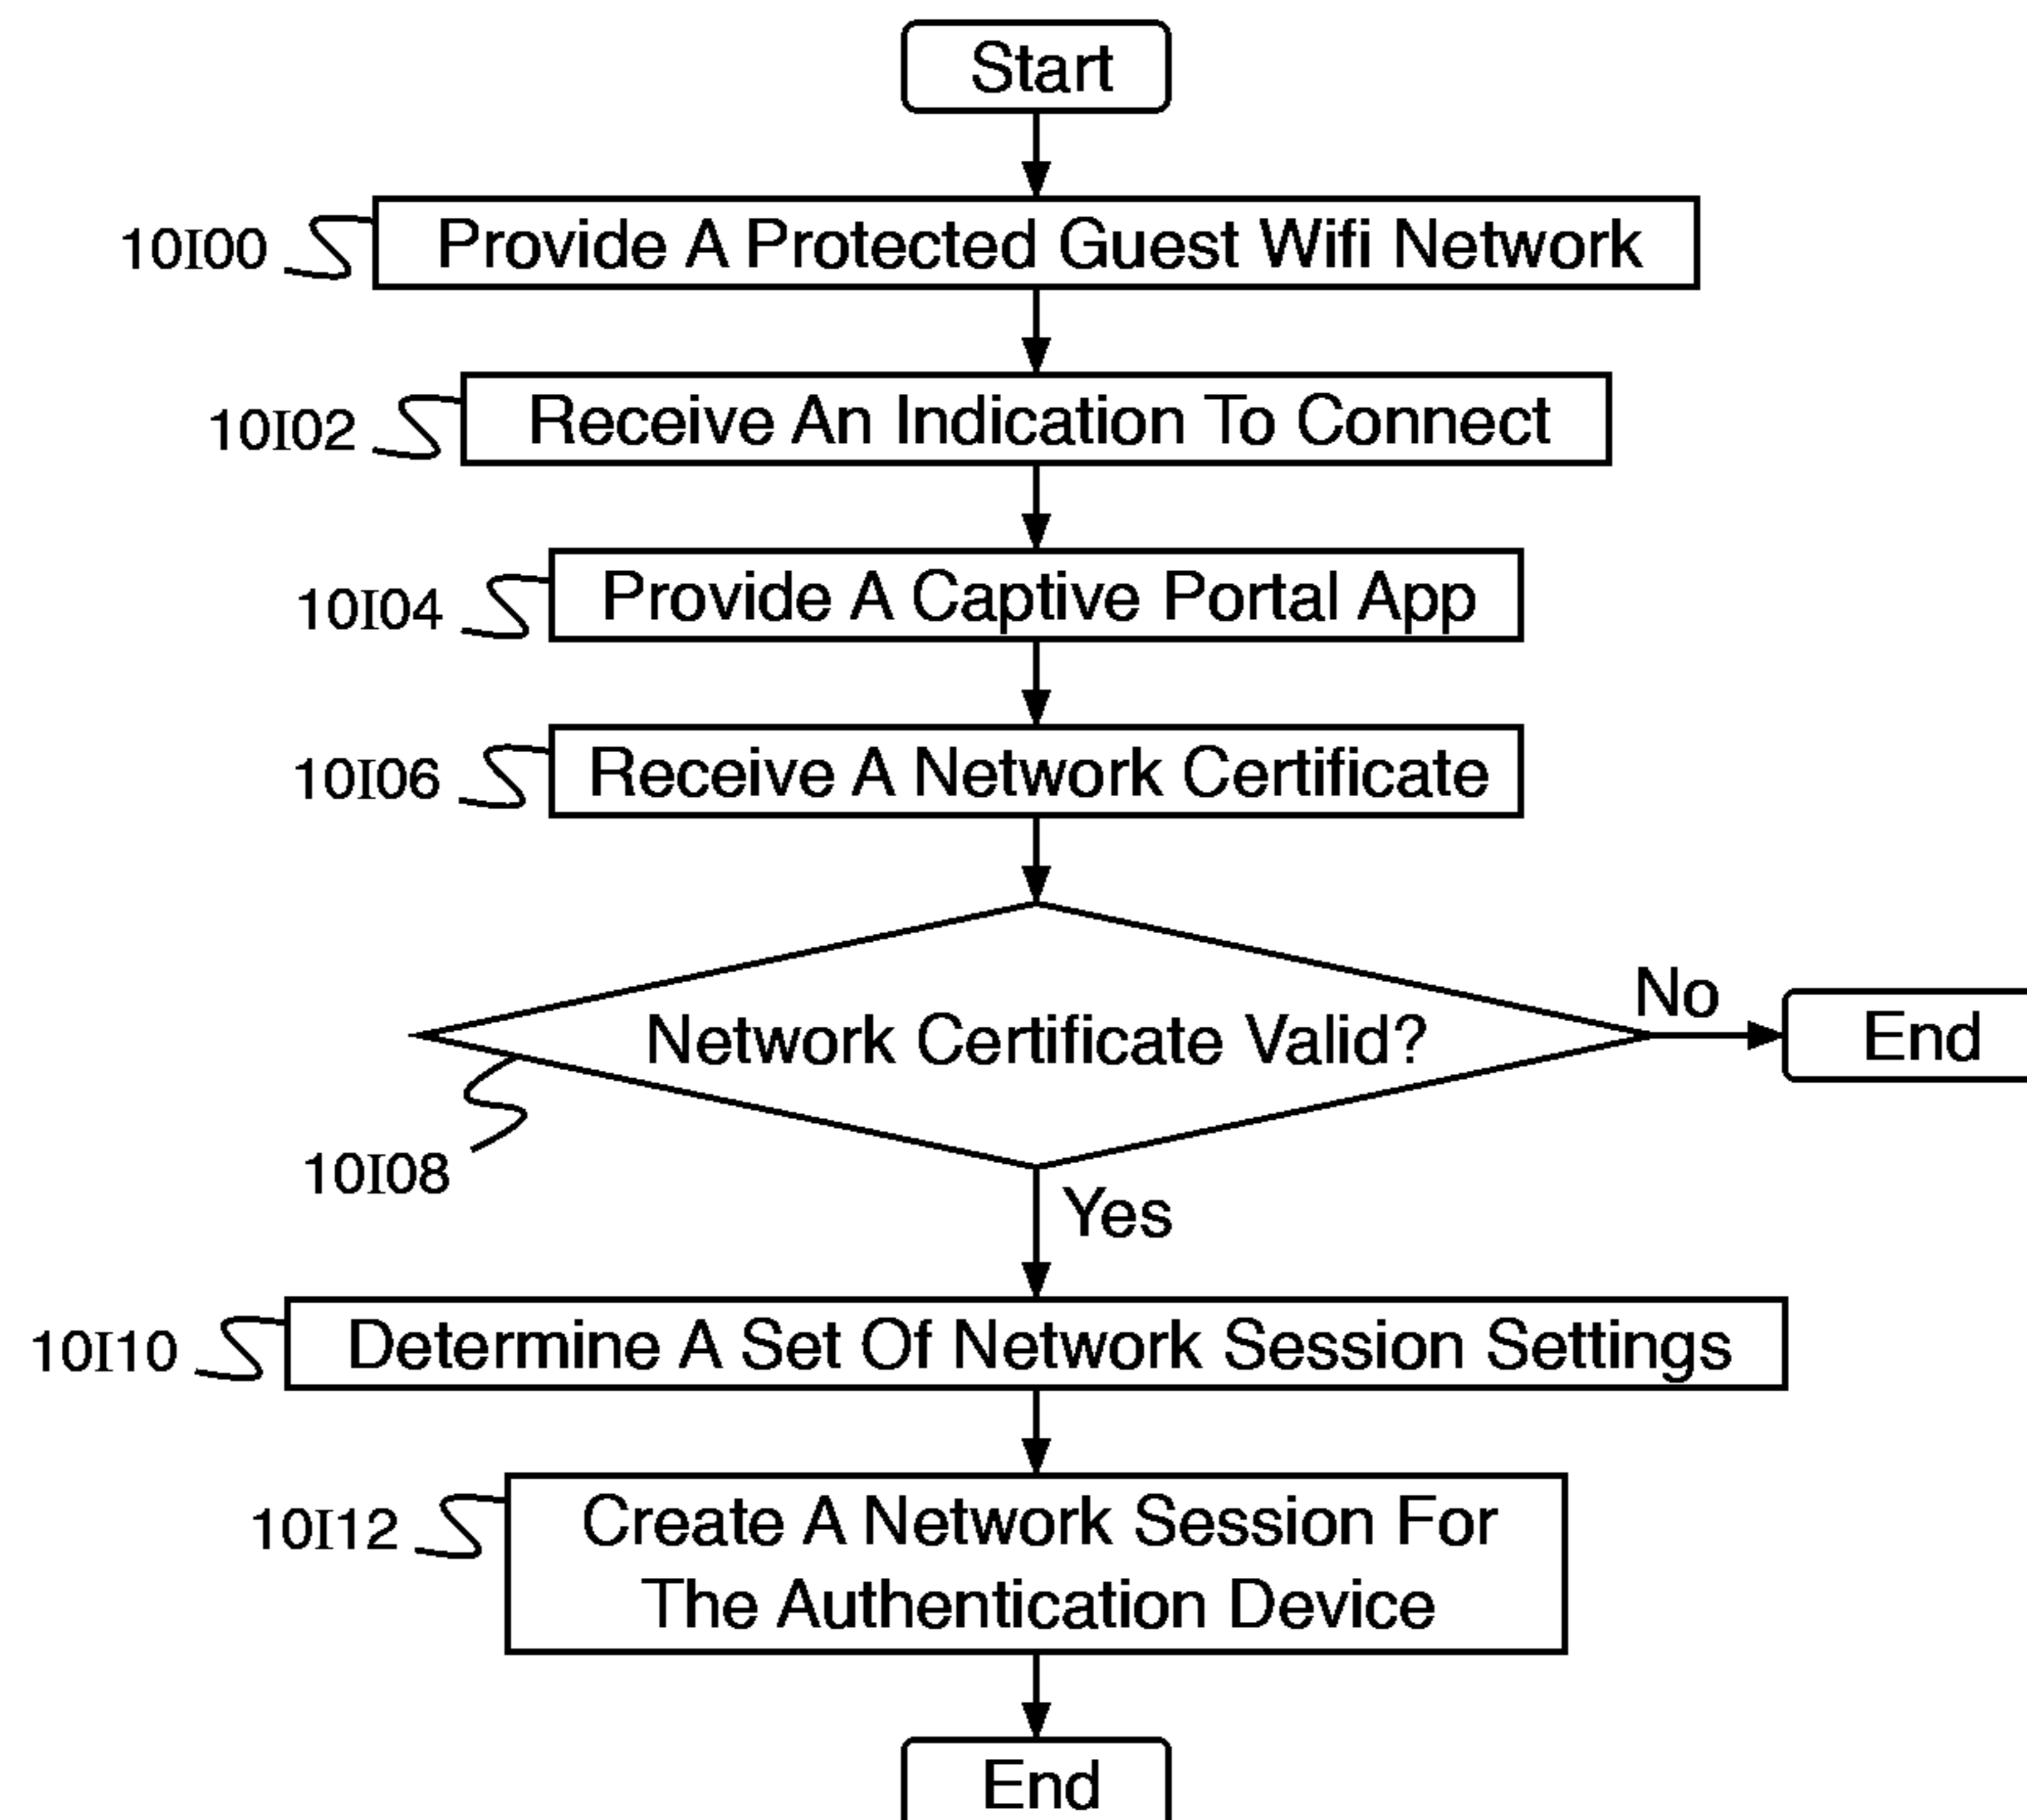 Start
10I00
Provide A Protected Guest Wifi Network
10I02
Receive An Indication To Connect
10I04
Provide A Captive Portal App
10I06
Receive A Network Certificate
Network Certificate Valid?
No
End
10I08
Yes
10I10
Determine A Set Of Network Session Settings
10I12
Create A Network Session For
The Authentication Device
End